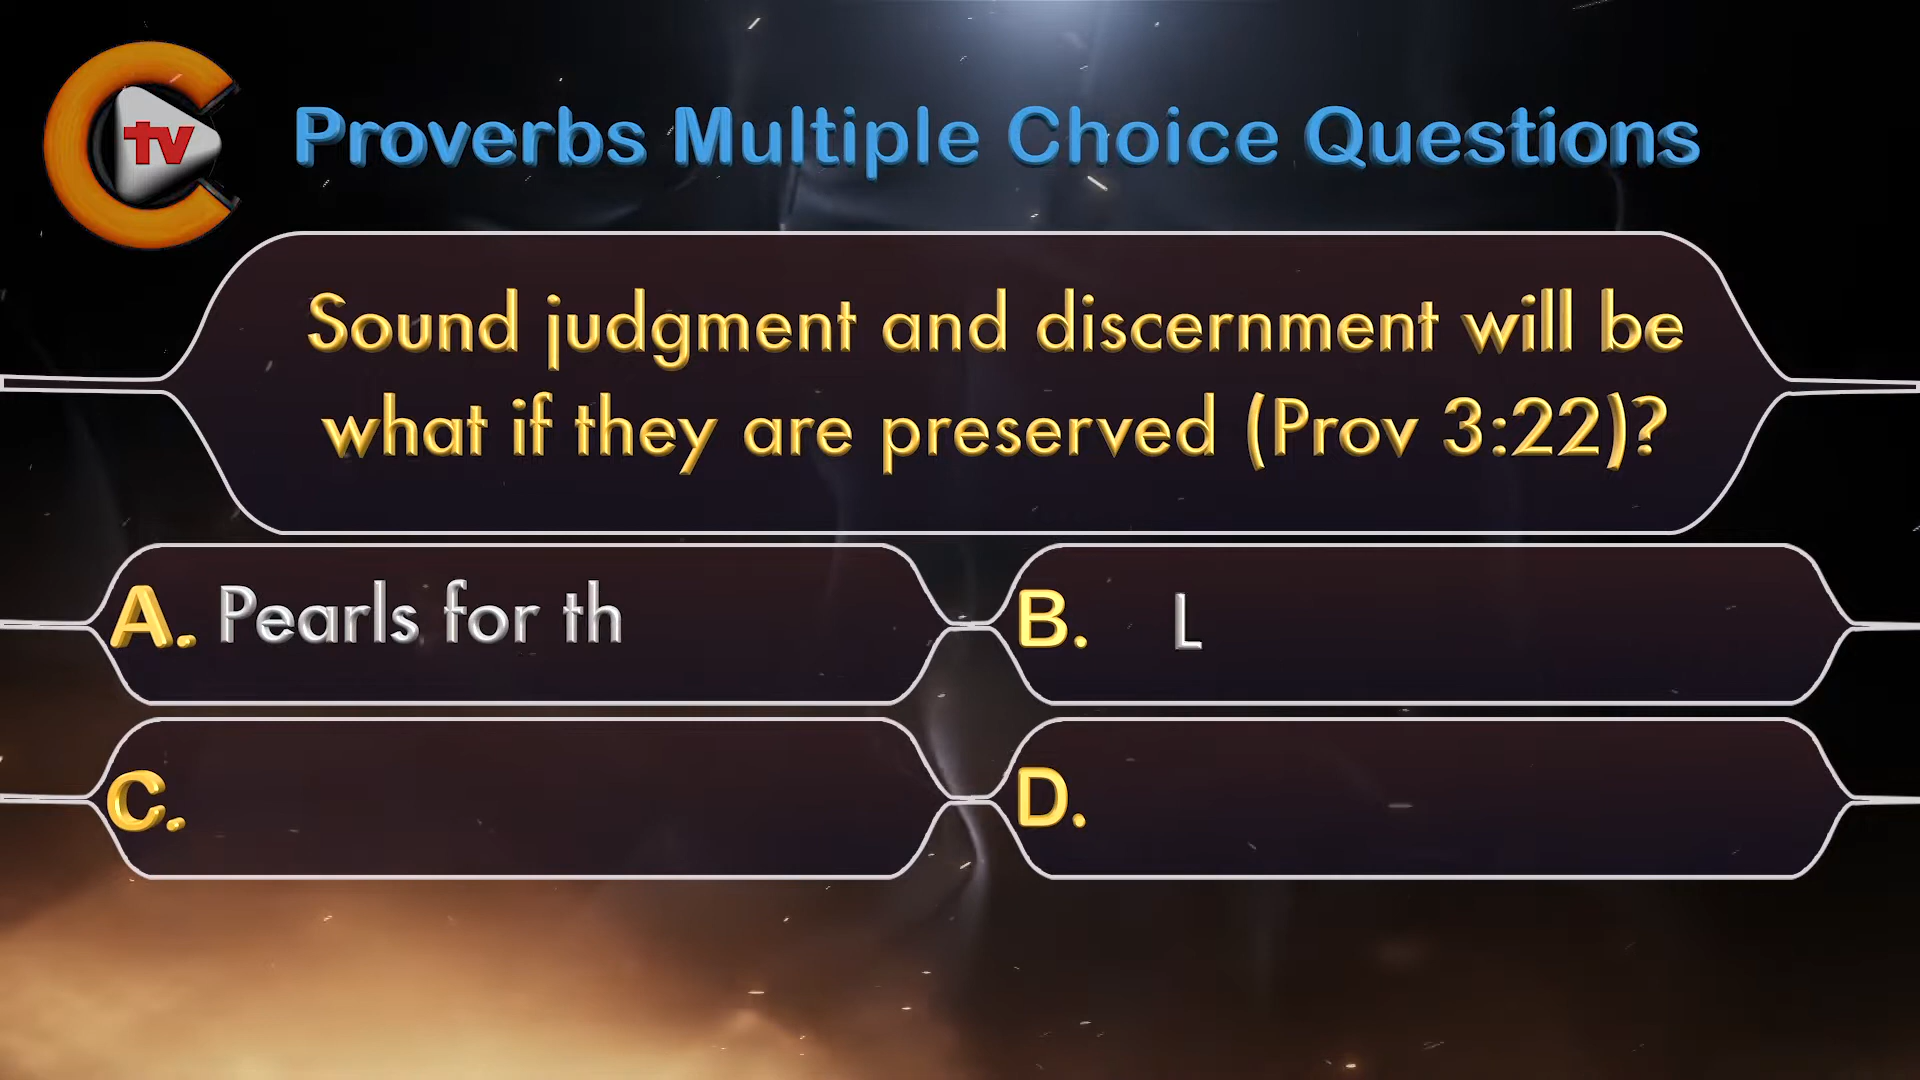 tv
Proverbs Multiple Choice Questions
Sound judgment and discernment will be
what if they are preserved (Prov 3:22)?
A. Pearls for th
B. L
C.
D.